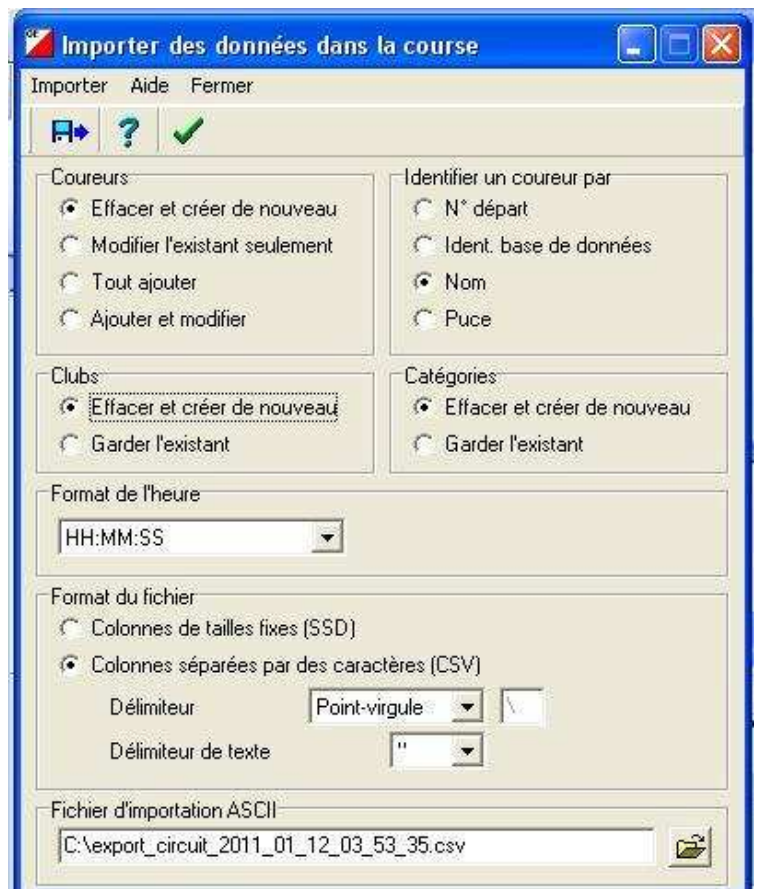 OE
Importer des données dans la course
Importer Aide Fermer
?
Coureurs
Effacer et créer de nouveau
Modifier l'existant seulement
Tout ajouter
Ajouter et modifier
Identifier un coureur par
N° départ
Ident. base de données
Nom
Puce
Clubs
Effacer et créer de nouveau
Garder l'existant
Catégories
Effacer et créer de nouveau
Garder l'existant
Format de l'heure
HH:MM:SS
Format du fichier
Colonnes de tailles fixes (SSD)
Colonnes séparées par des caractères (CSV)
Délimiteur Point-virgule \
Délimiteur de texte "
Fichier d'importation ASCII
C:\export_circuit_2011_01_12_03_53_35.csv